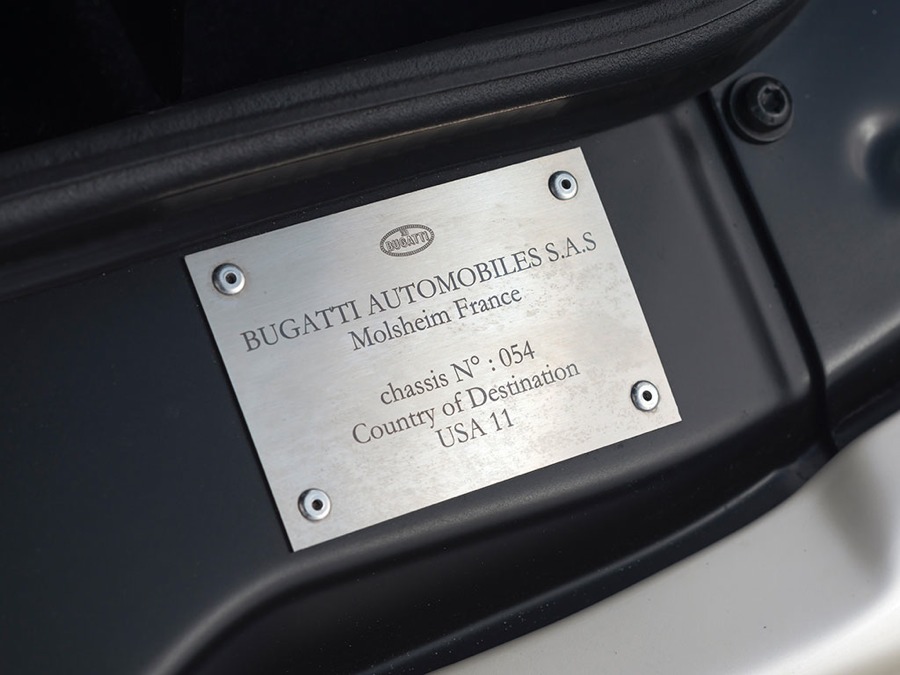 BUGATTI
BUGATTI AUTOMOBILES S.A.S
Molsheim France
chassis N° : 054
Country of Destination
USA 11